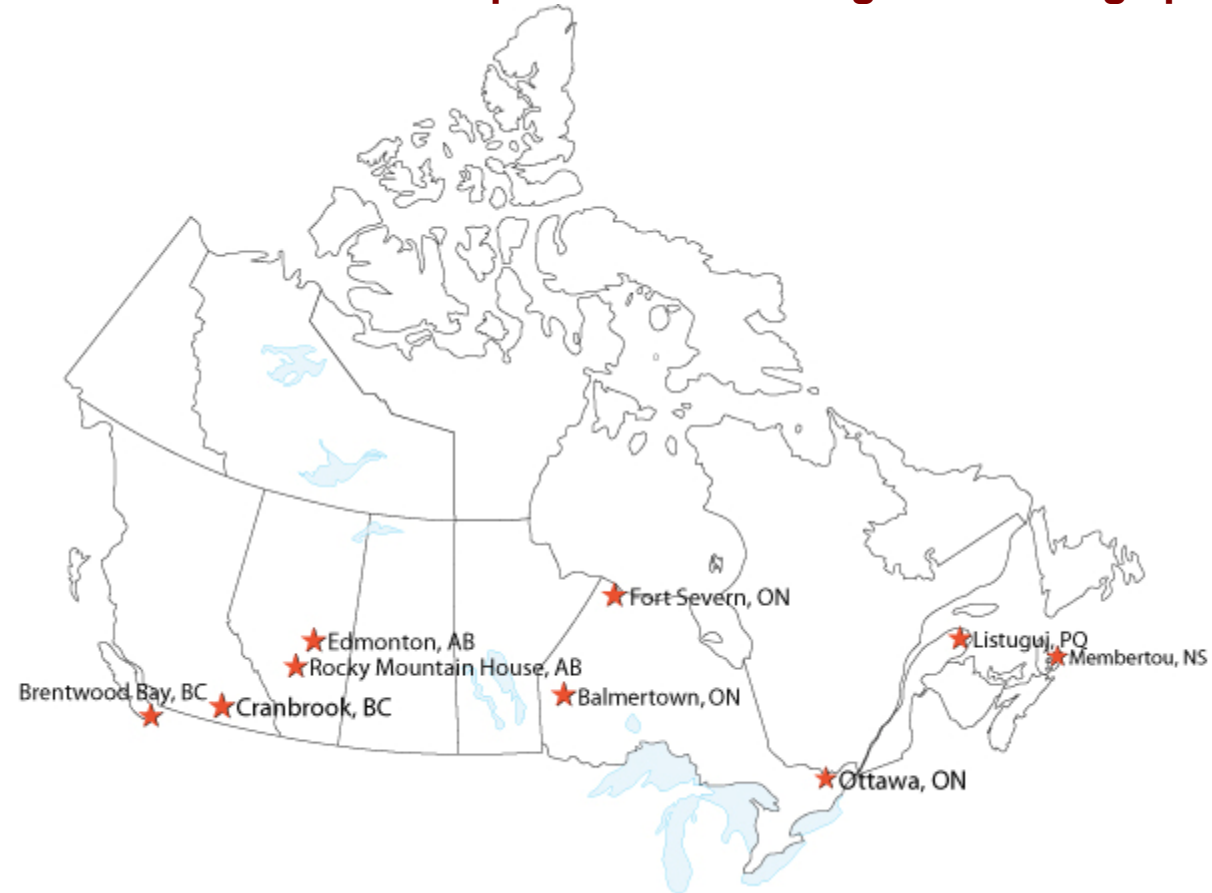 Fort Severn, ON
Edmonton, AB
Listuguj, PQ
Membertou, NS
Rocky Mountain House, AB
Brentwood Bay, BC
Balmertown, ON
Cranbrook, BC
Ottawa, ON